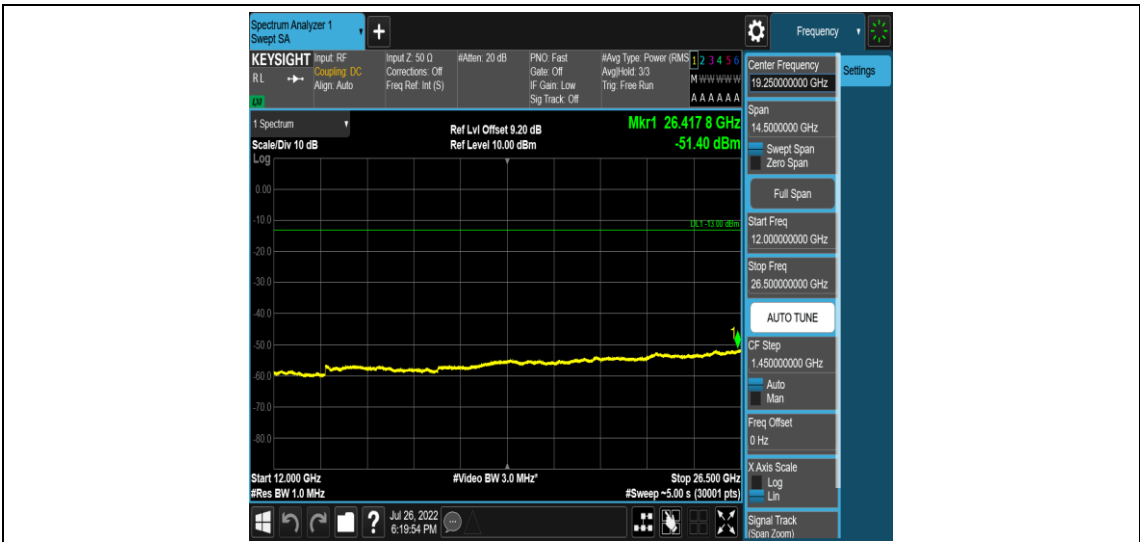 Spectrum Analyzer 1
Swept SA
+
Frequency
KEYSIGHT
RL
LXI
Input: RF
Coupling: DC
Align: Auto
Input Z: 50 Ω
Corrections: Off
Freq Ref: Int (S)
#Atten: 20 dB
PNO: Fast
Gate: Off
IF Gain: Low
Sig Track: Off
#Avg Type: Power (RMS
Avg|Hold: 3/3
Trig: Free Run
1 2 3 4 5 6
M W W W W W
A A A A A A
Center Frequency
19.250000000 GHz
Settings
1 Spectrum
Scale/Div 10 dB
Log
Ref Lvl Offset 9.20 dB
Ref Level 10.00 dBm
Mkr1 26.417 8 GHz
-51.40 dBm
0.00
-10.0
-20.0
-30.0
-40.0
-50.0
-60.0
-70.0
-80.0
DL1 -13.00 dBm
1
Start 12.000 GHz
#Res BW 1.0 MHz
#Video BW 3.0 MHz*
Stop 26.500 GHz
#Sweep ~5.00 s (30001 pts)
Span
14.5000000 GHz
Swept Span
Zero Span
Full Span
Start Freq
12.000000000 GHz
Stop Freq
26.500000000 GHz
AUTO TUNE
CF Step
1.450000000 GHz
Auto
Man
Freq Offset
0 Hz
X Axis Scale
Log
Lin
Signal Track
(Span Zoom)
?
Jul 26, 2022
6:19:54 PM